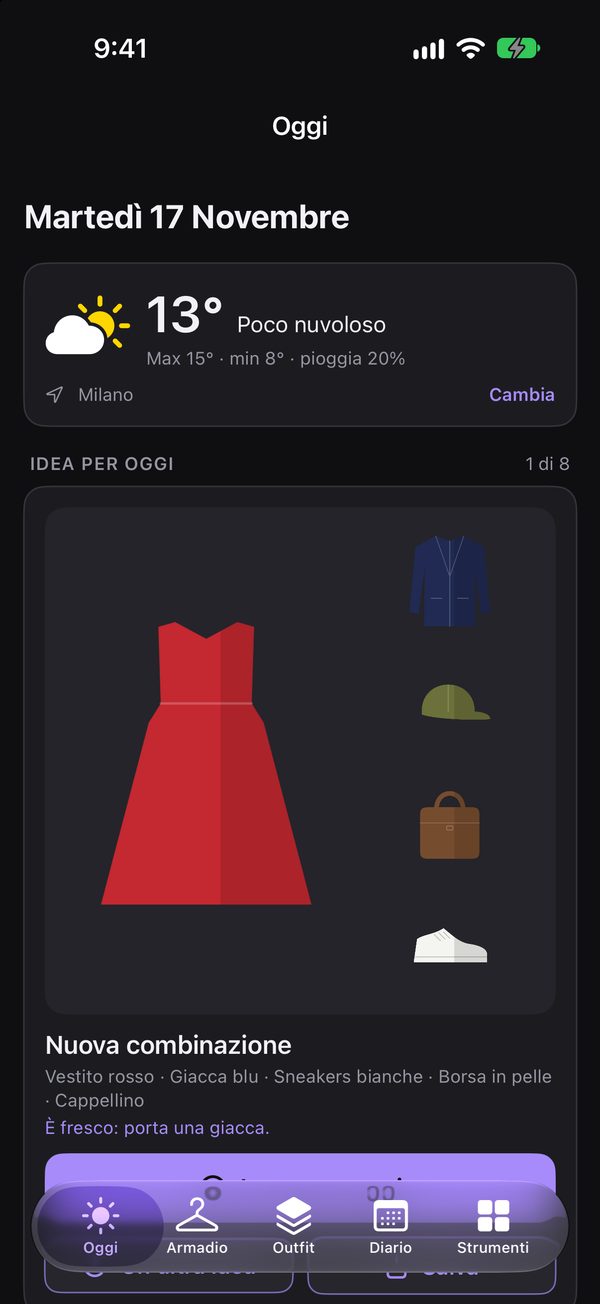 9:41
Oggi
Martedì 17 Novembre
13° Poco nuvoloso
Max 15° · min 8° · pioggia 20%
Milano
Cambia
IDEA PER OGGI
1 di 8
Nuova combinazione
Vestito rosso · Giacca blu · Sneakers bianche · Borsa in pelle
· Cappellino
È fresco: porta una giacca.
Oggi
Armadio
Outfit
Diario
Strumenti